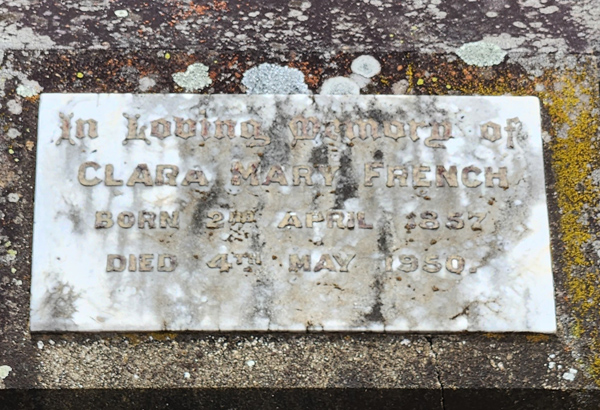 In Loving Memory of
CLARA MARY FRENCH
BORN 2ND APRIL 1857
DIED 4TH MAY 1950.